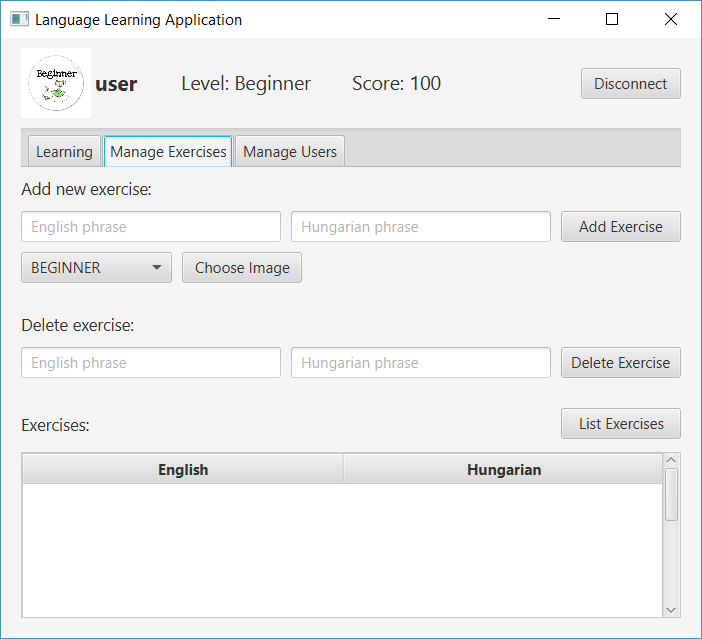 Language Learning Application
Beginner
user Level: Beginner Score: 100 Disconnect
Learning Manage Exercises Manage Users
Add new exercise:
English phrase Hungarian phrase Add Exercise
BEGINNER Choose Image
Delete exercise:
English phrase Hungarian phrase Delete Exercise
Exercises: List Exercises
English Hungarian